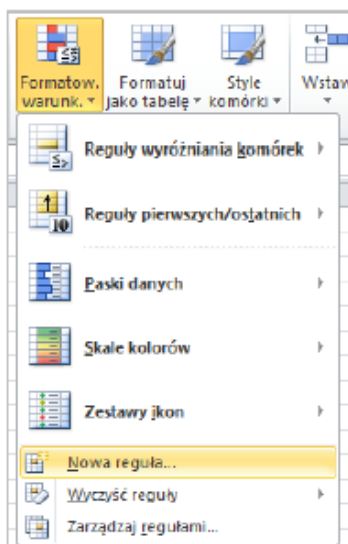 Formatow. warunk.
Formatuj jako tabelę
Style komórki
Wstaw
Reguły wyróżniania komórek
Reguły pierwszych/ostatnich
10
Paski danych
Skale kolorów
Zestawy ikon
Nowa reguła...
Wyczyść reguły
Zarządzaj regułami...